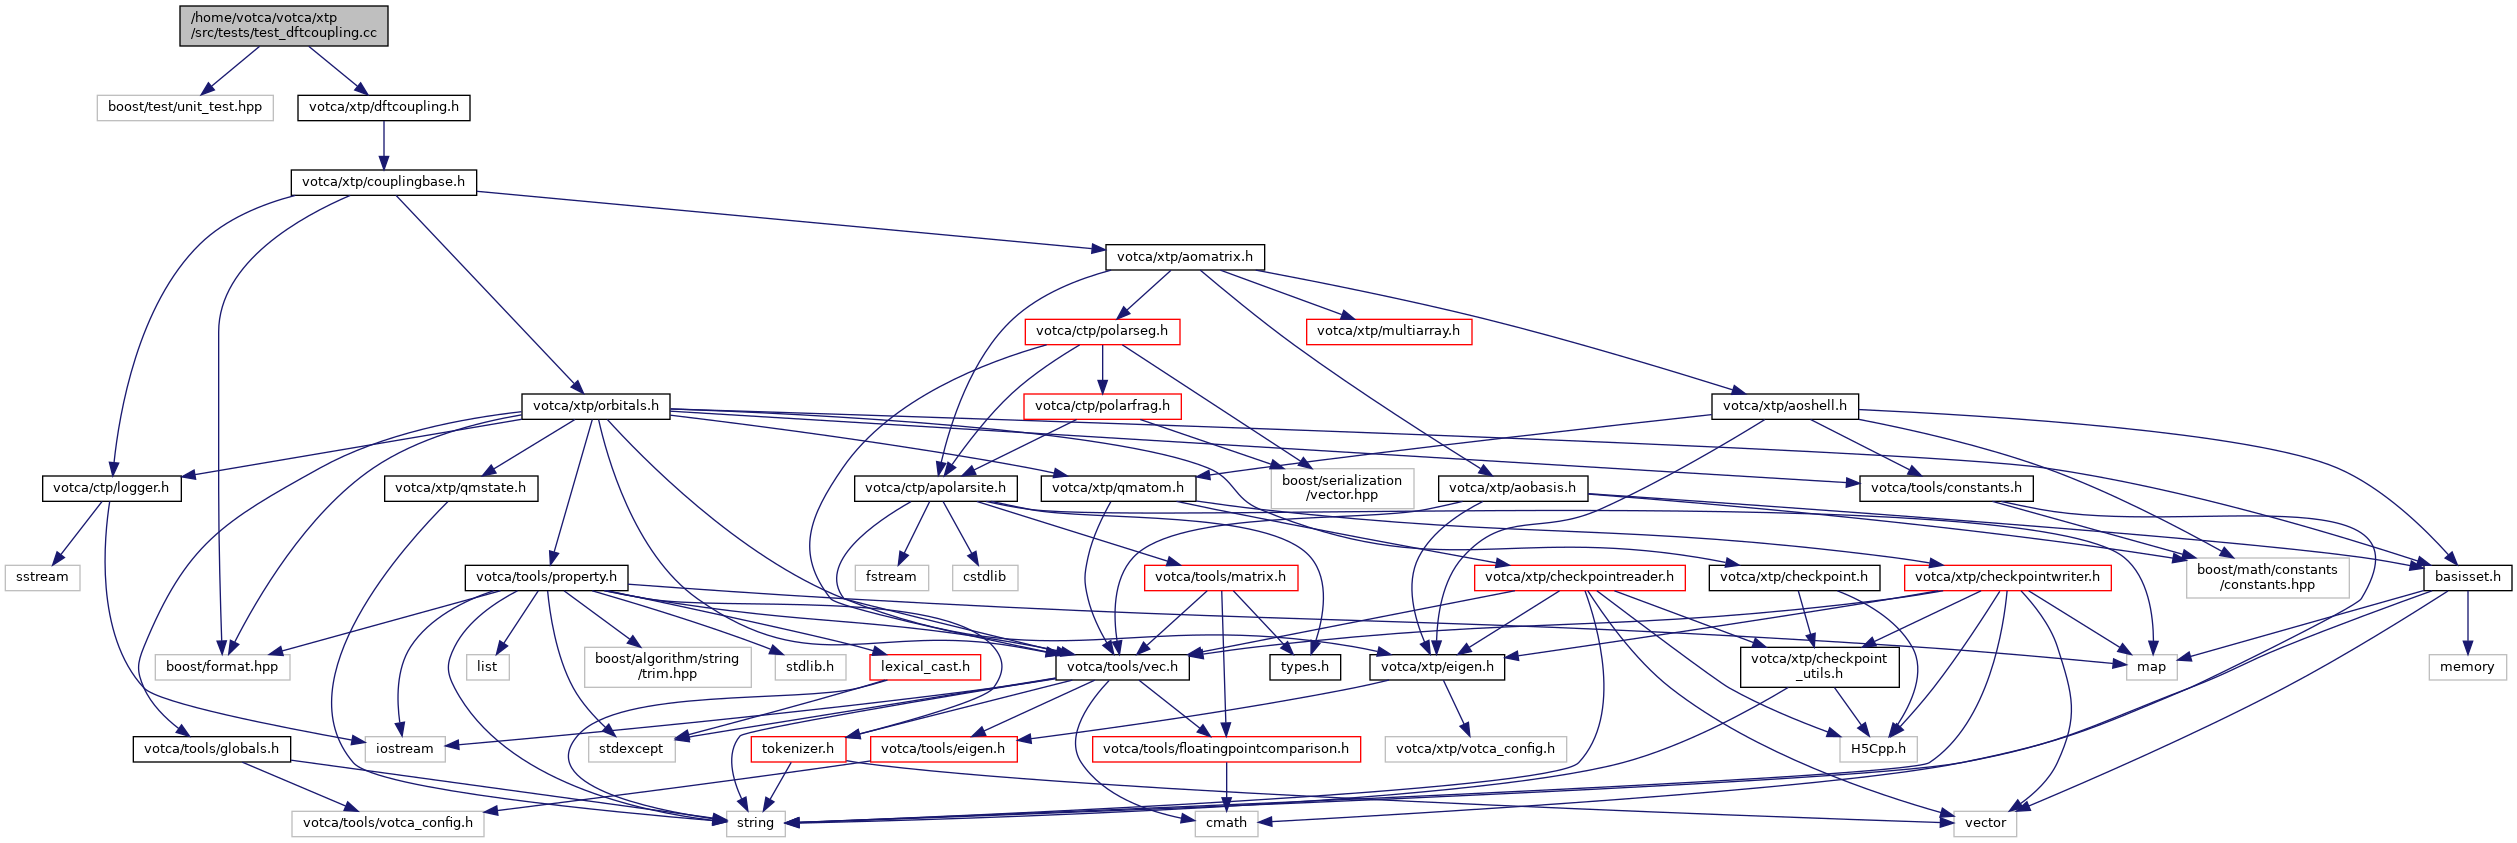 /home/votca/votca/xtp
/src/tests/test_dftcoupling.cc
boost/test/unit_test.hpp
votca/xtp/dftcoupling.h
votca/xtp/couplingbase.h
votca/xtp/aomatrix.h
votca/ctp/polarseg.h
votca/xtp/multiarray.h
votca/xtp/orbitals.h
votca/ctp/polarfrag.h
votca/xtp/aoshell.h
votca/ctp/logger.h
votca/xtp/qmstate.h
votca/ctp/apolarsite.h
votca/xtp/qmatom.h
boost/serialization
/vector.hpp
votca/xtp/aobasis.h
votca/tools/constants.h
sstream
votca/tools/property.h
fstream
cstdlib
votca/tools/matrix.h
votca/xtp/checkpointreader.h
votca/xtp/checkpoint.h
votca/xtp/checkpointwriter.h
boost/math/constants
/constants.hpp
basisset.h
boost/format.hpp
list
boost/algorithm/string
/trim.hpp
stdlib.h
lexical_cast.h
votca/tools/vec.h
types.h
votca/xtp/eigen.h
votca/xtp/checkpoint
_utils.h
map
memory
votca/tools/globals.h
iostream
stdexcept
tokenizer.h
votca/tools/eigen.h
votca/tools/floatingpointcomparison.h
votca/xtp/votca_config.h
H5Cpp.h
votca/tools/votca_config.h
string
cmath
vector